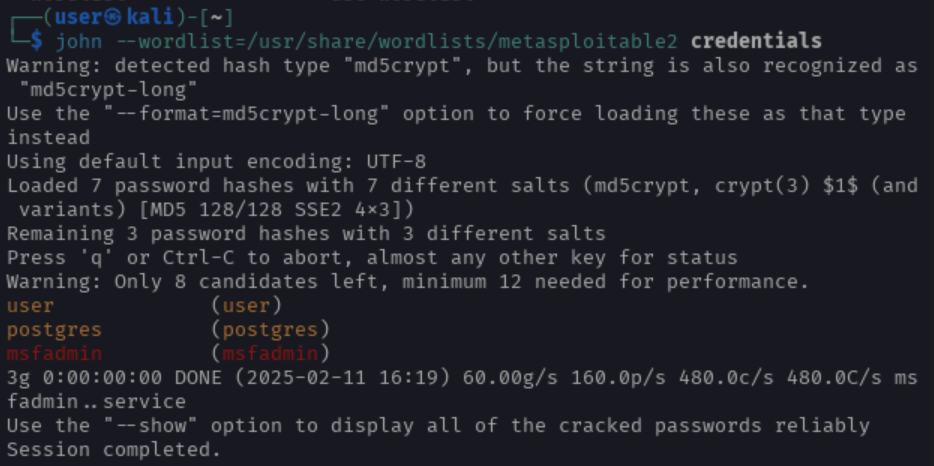 ┌──(user㉿kali)-[~]
└─$ john --wordlist=/usr/share/wordlists/metasploitable2 credentials
Warning: detected hash type "md5crypt", but the string is also recognized as
 "md5crypt-long"
Use the "--format=md5crypt-long" option to force loading these as that type
instead
Using default input encoding: UTF-8
Loaded 7 password hashes with 7 different salts (md5crypt, crypt(3) $1$ (and
 variants) [MD5 128/128 SSE2 4×3])
Remaining 3 password hashes with 3 different salts
Press 'q' or Ctrl-C to abort, almost any other key for status
Warning: Only 8 candidates left, minimum 12 needed for performance.
user             (user)
postgres         (postgres)
msfadmin         (msfadmin)
3g 0:00:00:00 DONE (2025-02-11 16:19) 60.00g/s 160.0p/s 480.0c/s 480.0C/s ms
fadmin..service
Use the "--show" option to display all of the cracked passwords reliably
Session completed.